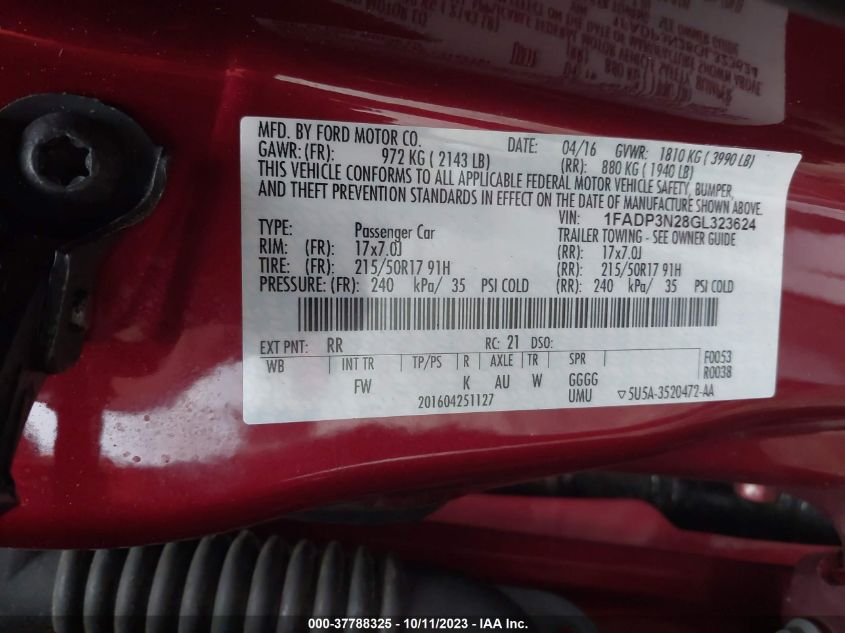 MFD. BY FORD MOTOR CO.
DATE: 04/16 GVWR: 1810 KG ( 3990 LB)
GAWR: (FR): 972 KG ( 2143 LB) (RR): 880 KG ( 1940 LB)
THIS VEHICLE CONFORMS TO ALL APPLICABLE FEDERAL MOTOR VEHICLE SAFETY, BUMPER,
AND THEFT PREVENTION STANDARDS IN EFFECT ON THE DATE OF MANUFACTURE SHOWN ABOVE.
VIN: 1FADP3N28GL323624
TYPE: Passenger Car TRAILER TOWING - SEE OWNER GUIDE
RIM: (FR): 17x7.0J (RR): 17x7.0J
TIRE: (FR): 215/50R17 91H (RR): 215/50R17 91H
PRESSURE: (FR): 240 kPa/ 35 PSI COLD (RR): 240 kPa/ 35 PSI COLD
EXT PNT: RR RC: 21 DSO:
WB INT TR TP/PS R AXLE TR SPR F0053
R0038
FW K AU W GGGG
201604251127 UMU ▽5U5A-3520472-AA
000-37788325 - 10/11/2023 - IAA Inc.